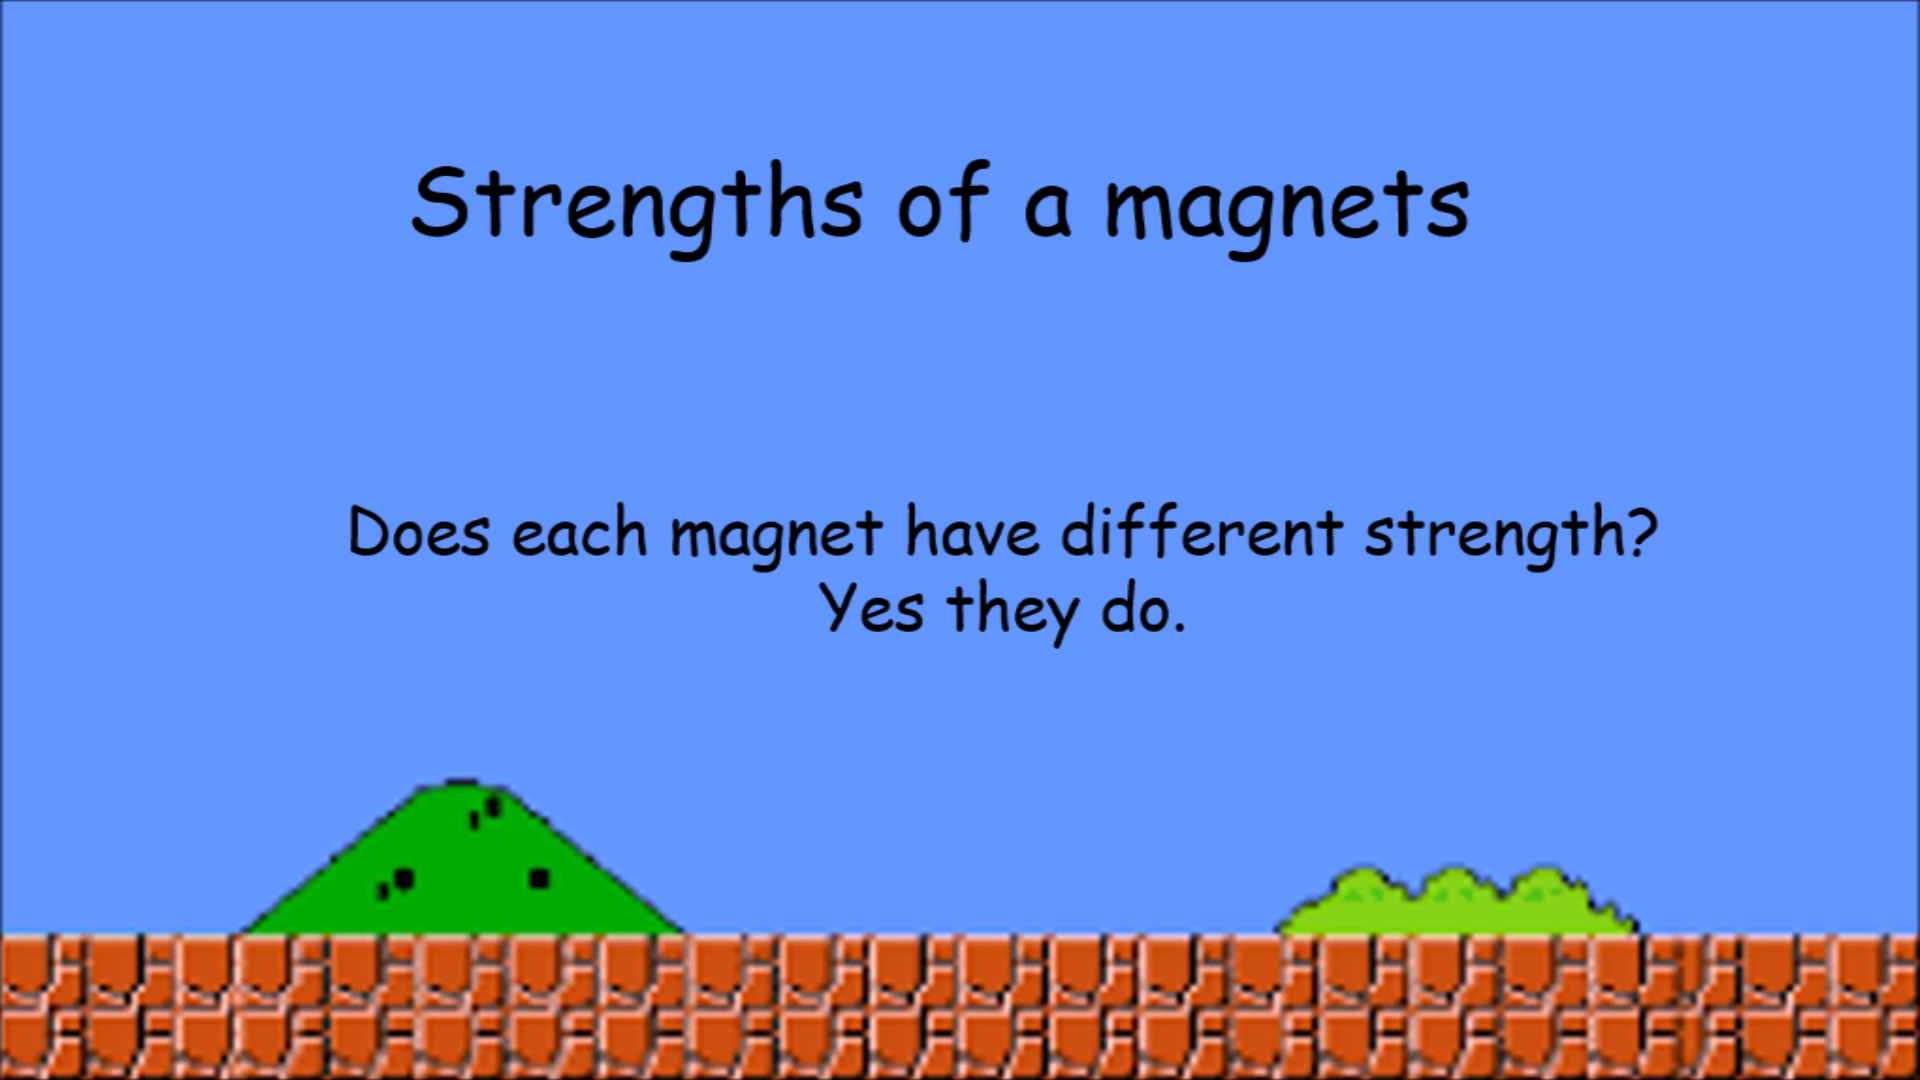 Strengths of a magnets
Does each magnet have different strength?
Yes they do.